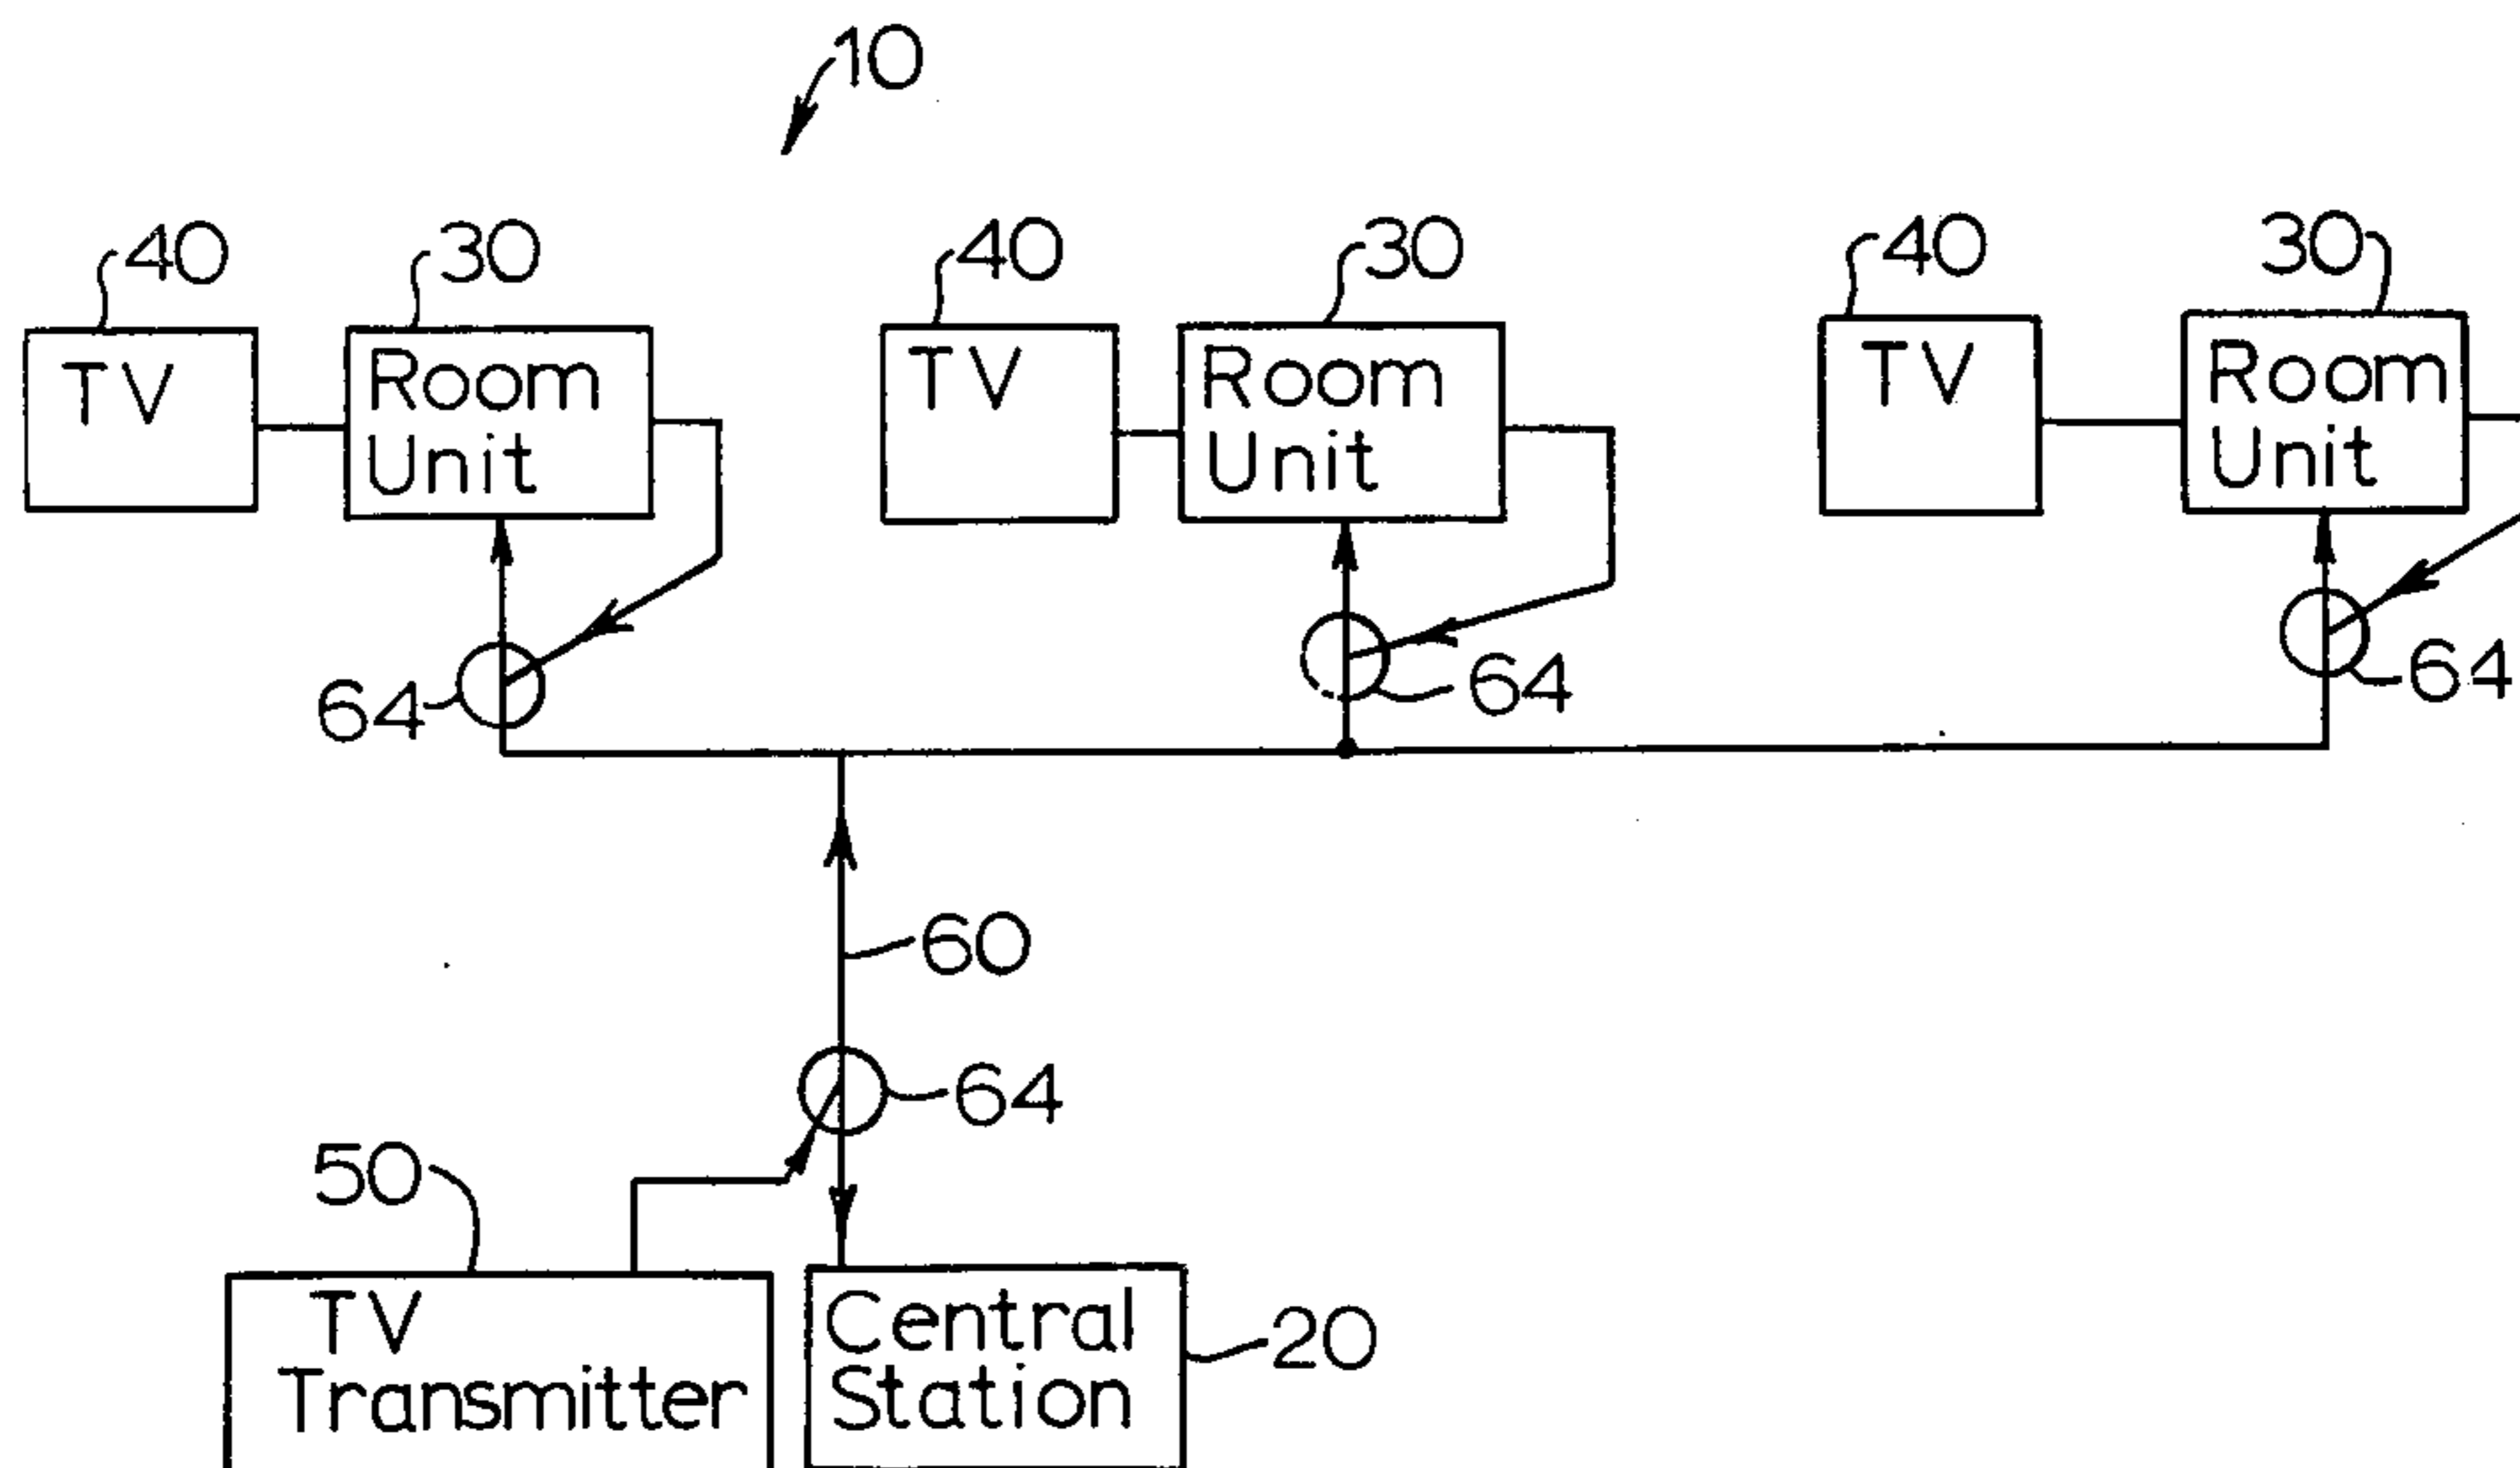 10
40 30 40 30 40 30
TV Room Unit TV Room Unit TV Room Unit
64 64 64
60
64
50
TV
Transmitter
Central
Station
20